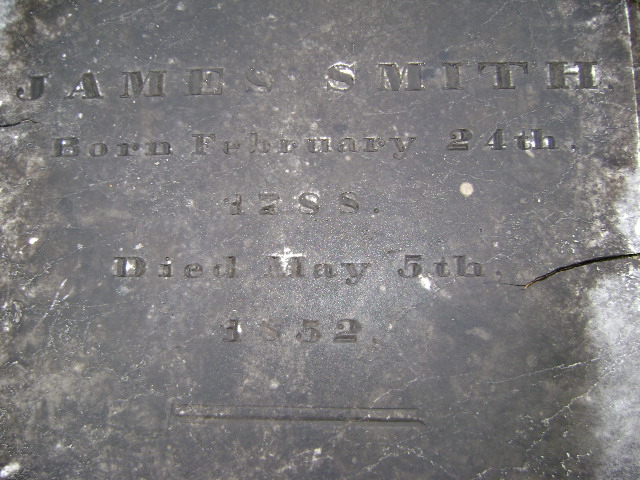 JAMES SMITH
Born February 24th.
1788.
Died May 5th,
1852.